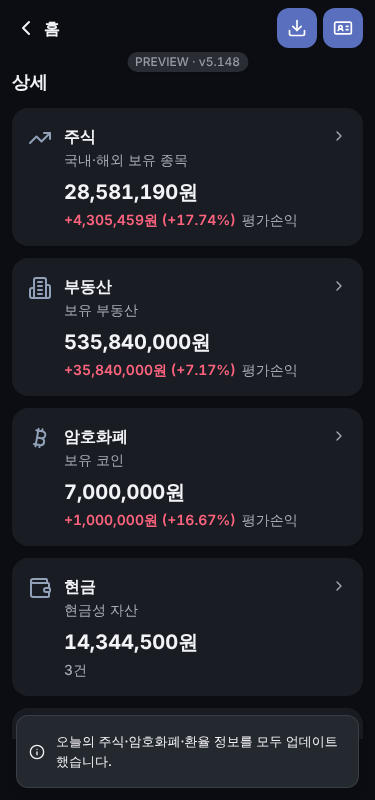 홈
PREVIEW · v5.148
상세
주식
국내·해외 보유 종목
28,581,190원
+4,305,459원 (+17.74%) 평가손익
부동산
보유 부동산
535,840,000원
+35,840,000원 (+7.17%) 평가손익
암호화폐
보유 코인
7,000,000원
+1,000,000원 (+16.67%) 평가손익
현금
현금성 자산
14,344,500원
3건
오늘의 주식·암호화폐·환율 정보를 모두 업데이트
했습니다.